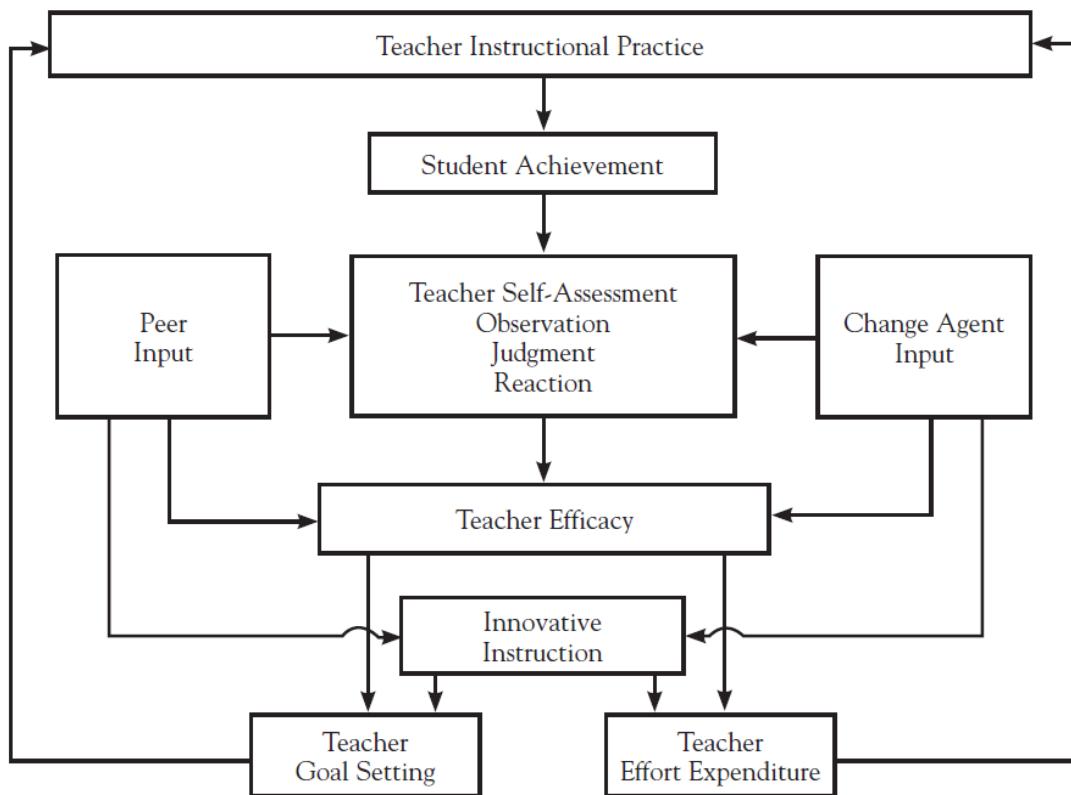 Teacher Instructional Practice
Student Achievement
Peer
Input
Teacher Self-Assessment
Observation
Judgment
Reaction
Change Agent
Input
Teacher Efficacy
Innovative
Instruction
Teacher
Goal Setting
Teacher
Effort Expenditure